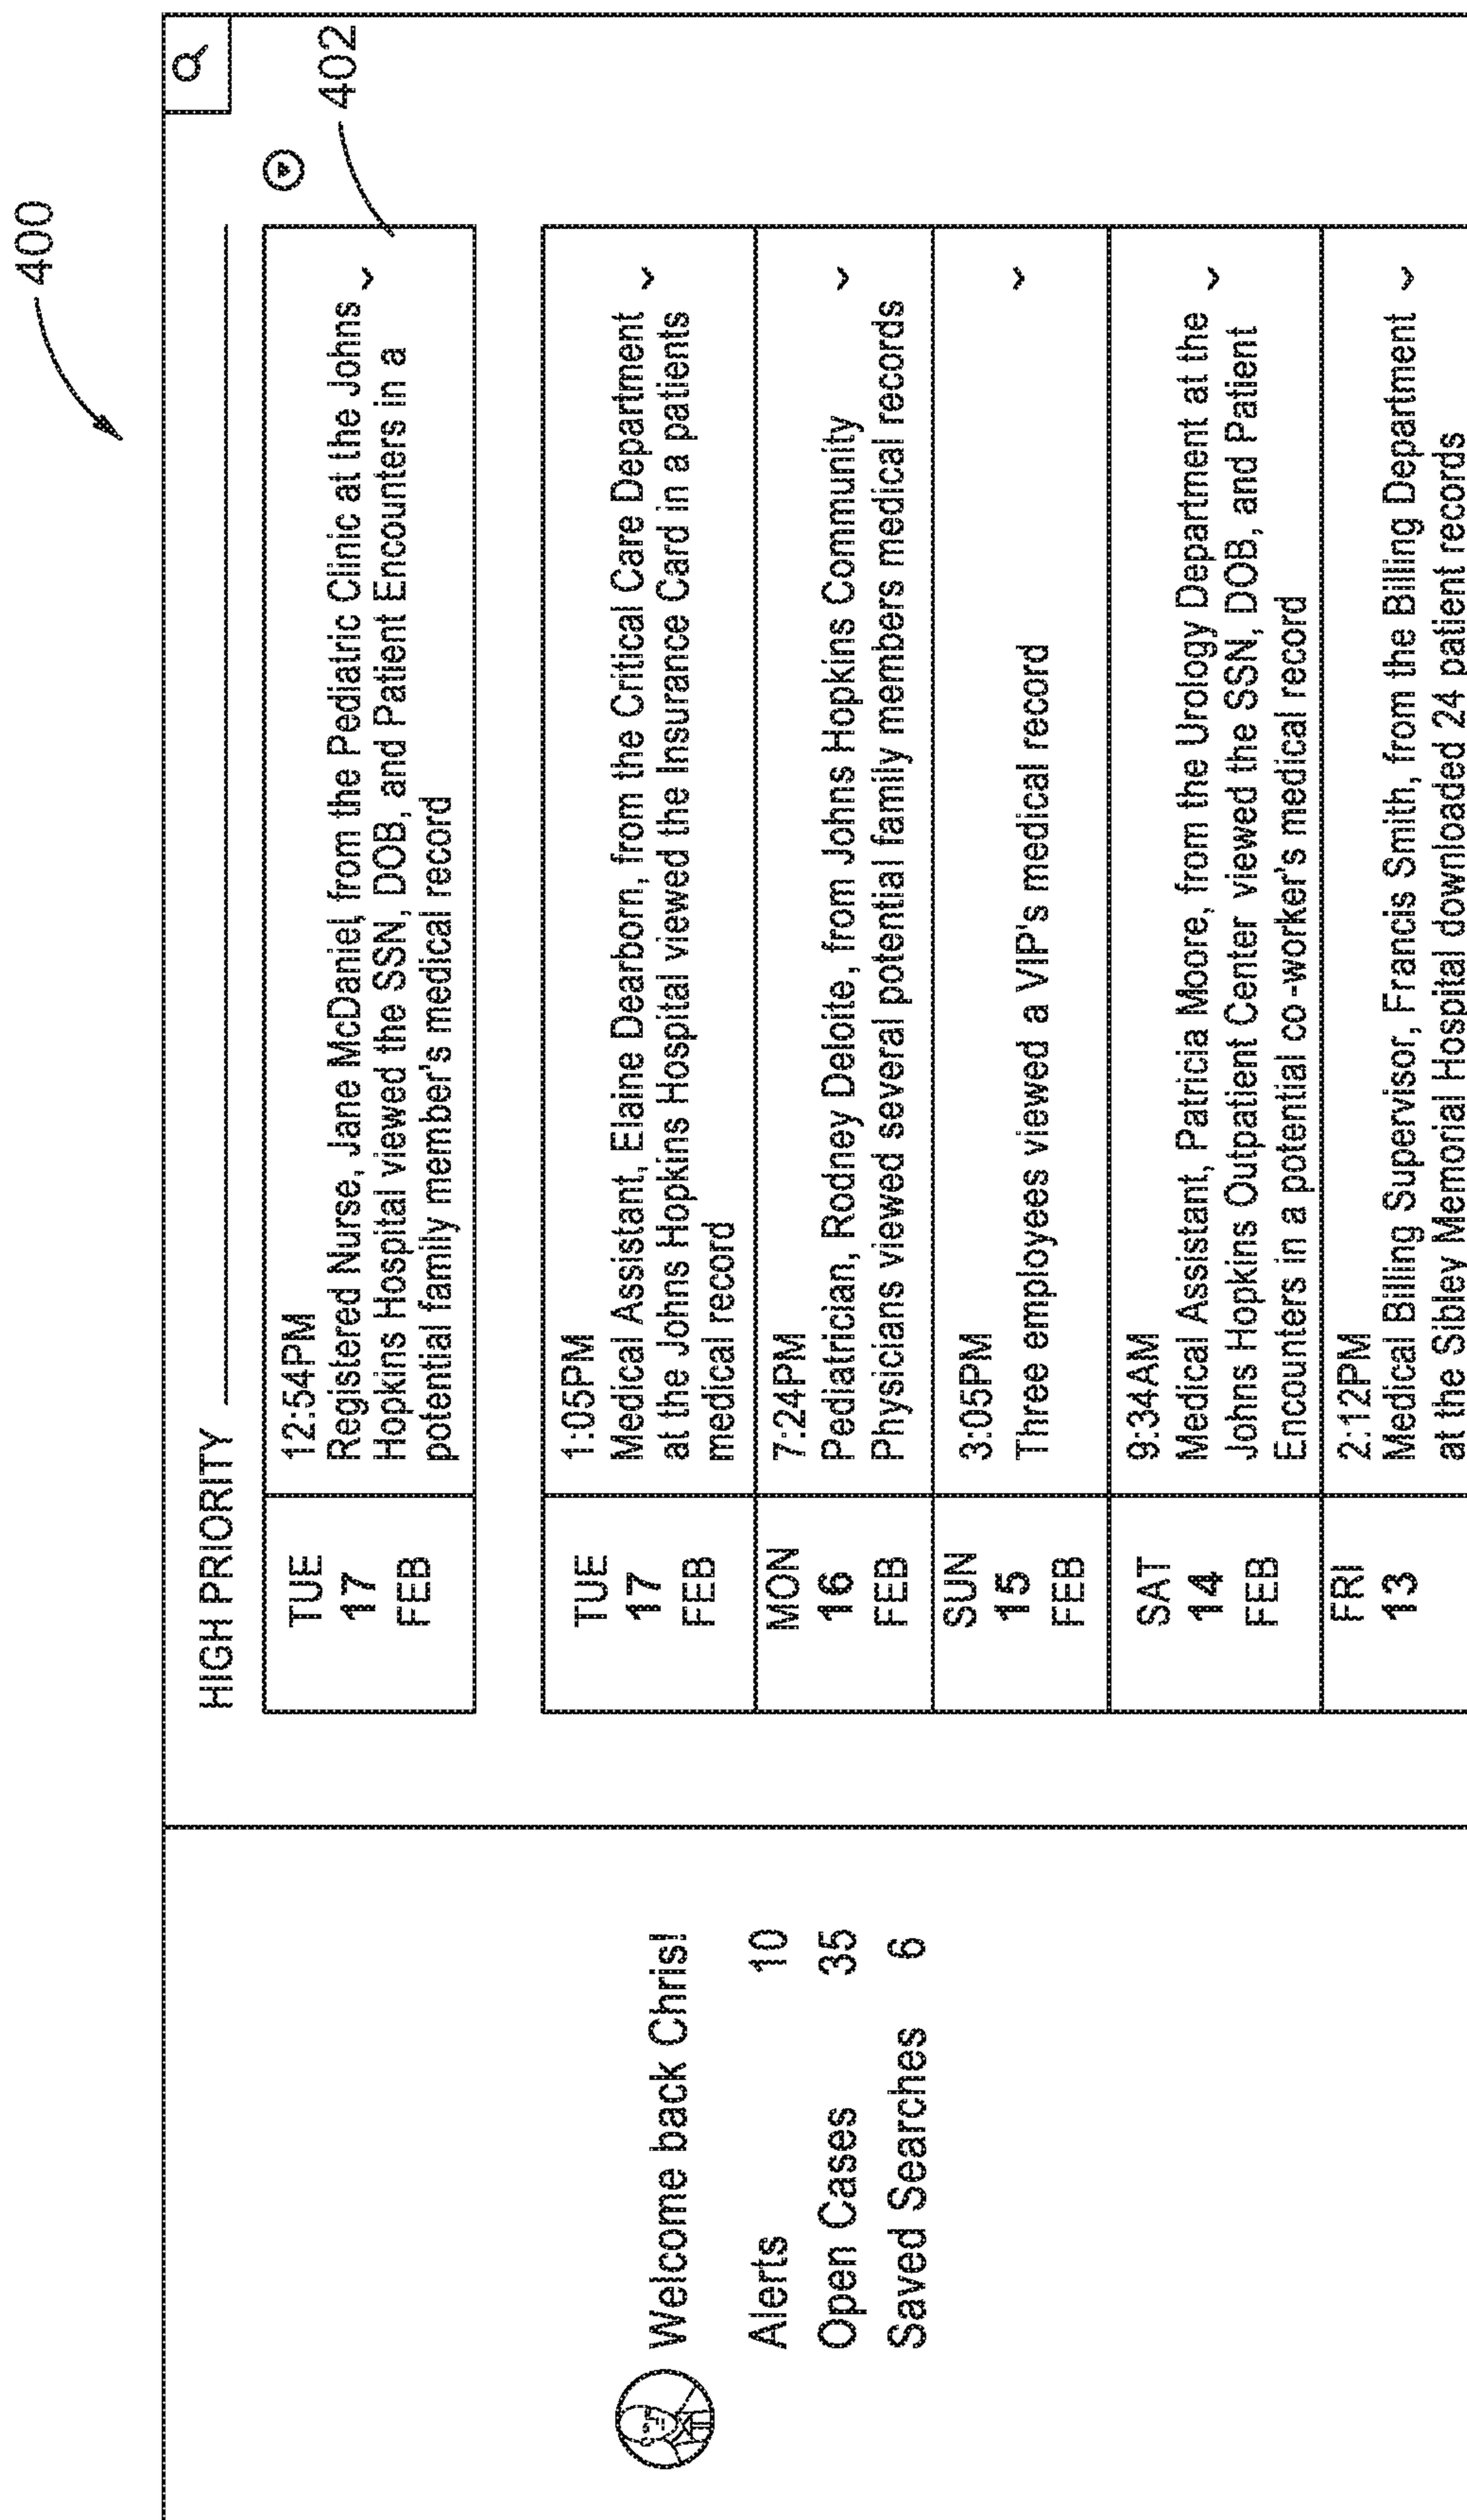 400
402
Welcome back Chris!
Alerts 10
Open Cases 35
Saved Searches 6
HIGH PRIORITY
TUE
17
FEB
12:54PM
Registered Nurse, Jane McDaniel, from the Pediatric Clinic at the Johns
Hopkins Hospital viewed the SSN, DOB, and Patient Encounters in a
potential family member's medical record
TUE
17
FEB
1:05PM
Medical Assistant, Elaine Dearborn, from the Critical Care Department
at the Johns Hopkins Hospital viewed the Insurance Card in a patients
medical record
MON
16
FEB
7:24PM
Pediatrician, Rodney Deloite, from Johns Hopkins Community
Physicians viewed several potential family members medical records
SUN
15
FEB
3:05PM
Three employees viewed a VIP's medical record
SAT
14
FEB
9:34AM
Medical Assistant, Patricia Moore, from the Urology Department at the
Johns Hopkins Outpatient Center viewed the SSN, DOB, and Patient
Encounters in a potential co-worker's medical record
FRI
13
2:12PM
Medical Billing Supervisor, Francis Smith, from the Billing Department
at the Sibley Memorial Hospital downloaded 24 patient records